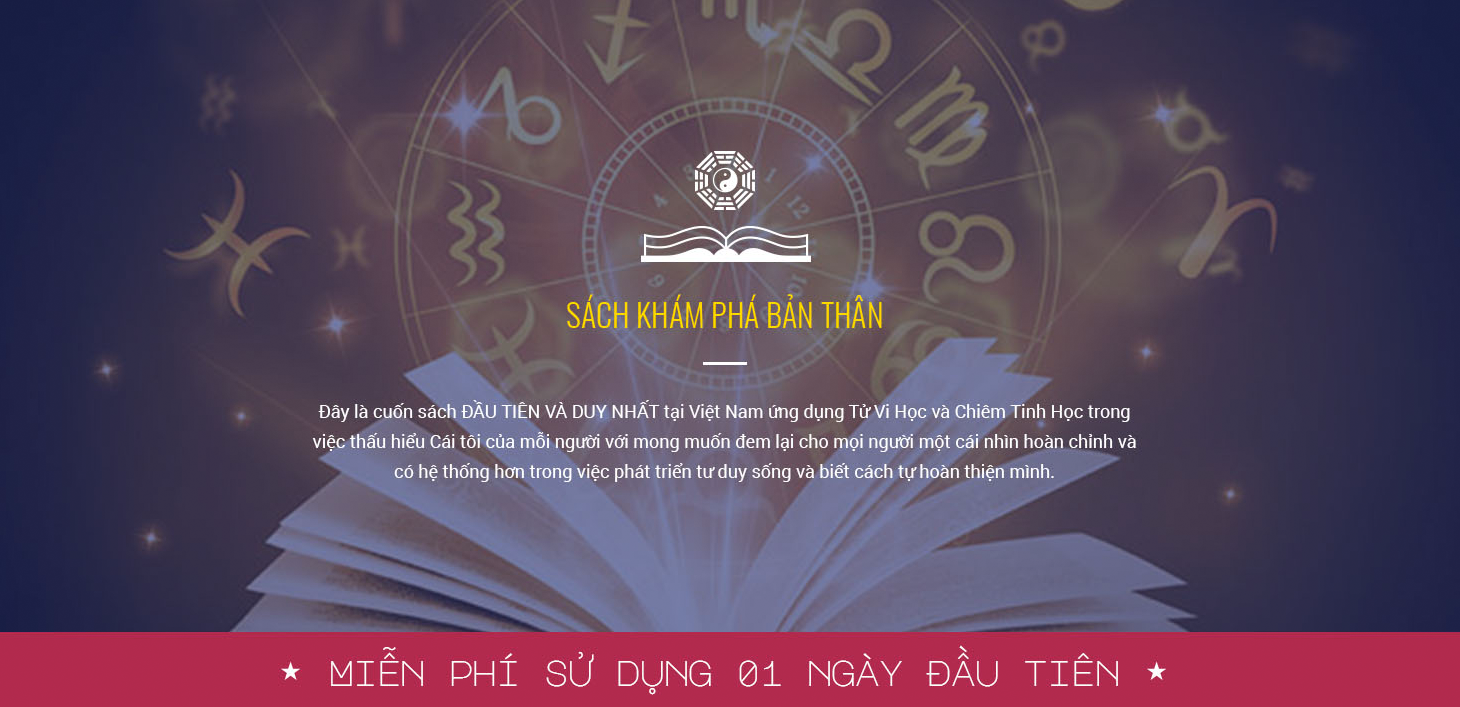 SÁCH KHÁM PHÁ BẢN THÂN
Đây là cuốn sách ĐẦU TIÊN VÀ DUY NHẤT tại Việt Nam ứng dụng Tử Vi Học và Chiêm Tinh Học trong
việc thấu hiểu Cái tôi của mỗi người với mong muốn đem lại cho mọi người một cái nhìn hoàn chỉnh và
có hệ thống hơn trong việc phát triển tư duy sống và biết cách tự hoàn thiện mình.
★ MIỄN PHÍ SỬ DỤNG 01 NGÀY ĐẦU TIÊN ★